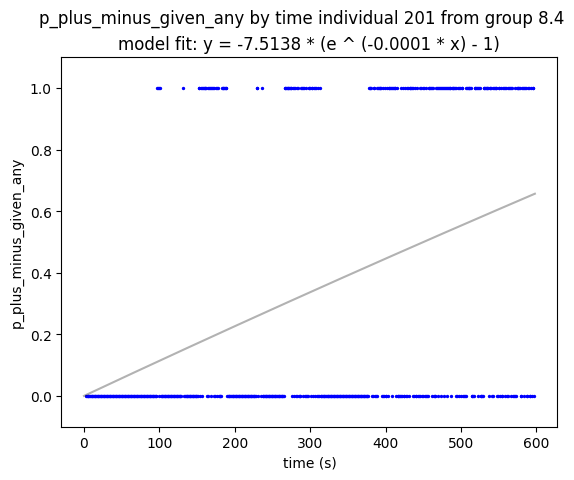 p_plus_minus_given_any by time individual 201 from group 8.4
model fit: y = -7.5138 * (e ^ (-0.0001 * x) - 1)
1.0
0.8
0.6
0.4
0.2
0.0
p_plus_minus_given_any
0 100 200 300 400 500 600
time (s)